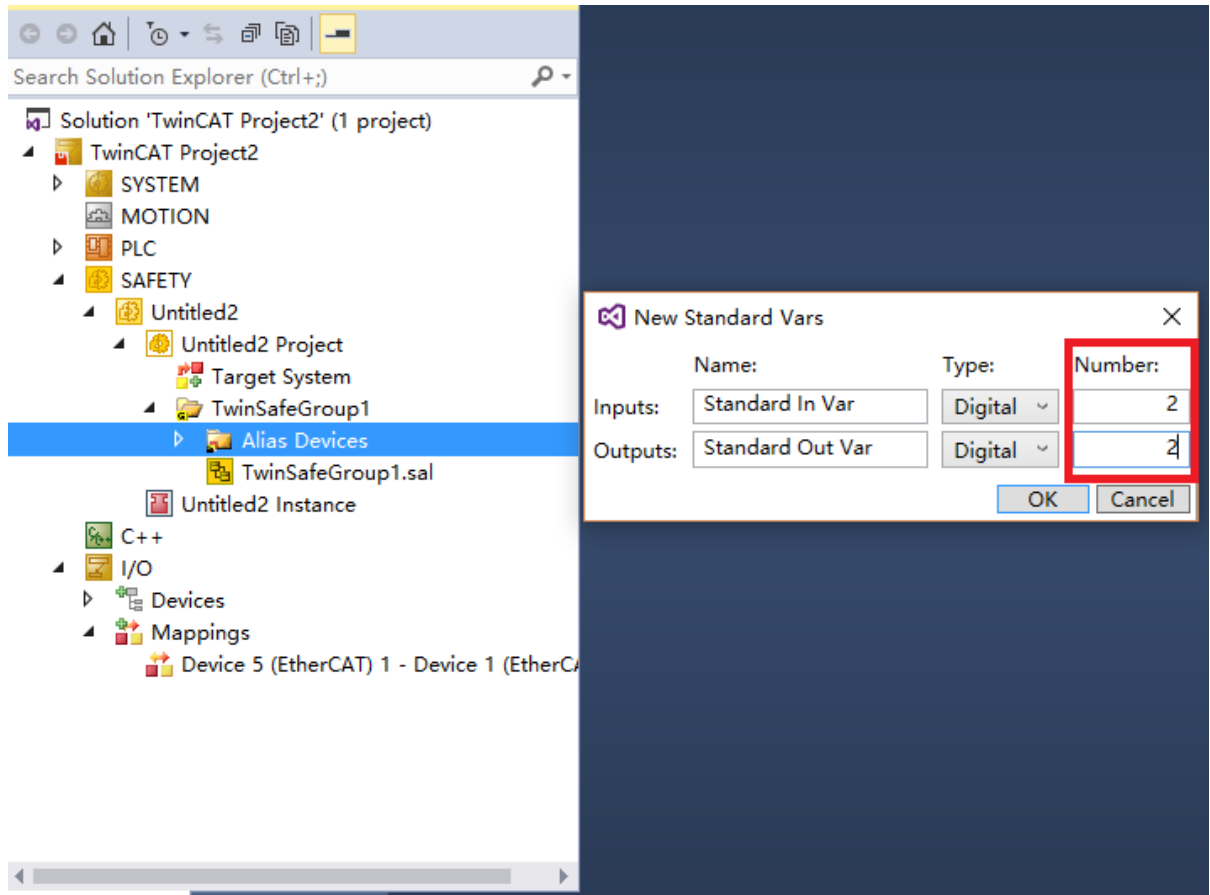 Search Solution Explorer (Ctrl+;)
Solution 'TwinCAT Project2' (1 project)
TwinCAT Project2
SYSTEM
MOTION
PLC
SAFETY
Untitled2
Untitled2 Project
Target System
TwinSafeGroup1
Alias Devices
TwinSafeGroup1.sal
Untitled2 Instance
C++
I/O
Devices
Mappings
Device 5 (EtherCAT) 1 - Device 1 (EtherCA
New Standard Vars
Name: Type: Number:
Inputs: Standard In Var Digital 2
Outputs: Standard Out Var Digital 2
OK Cancel